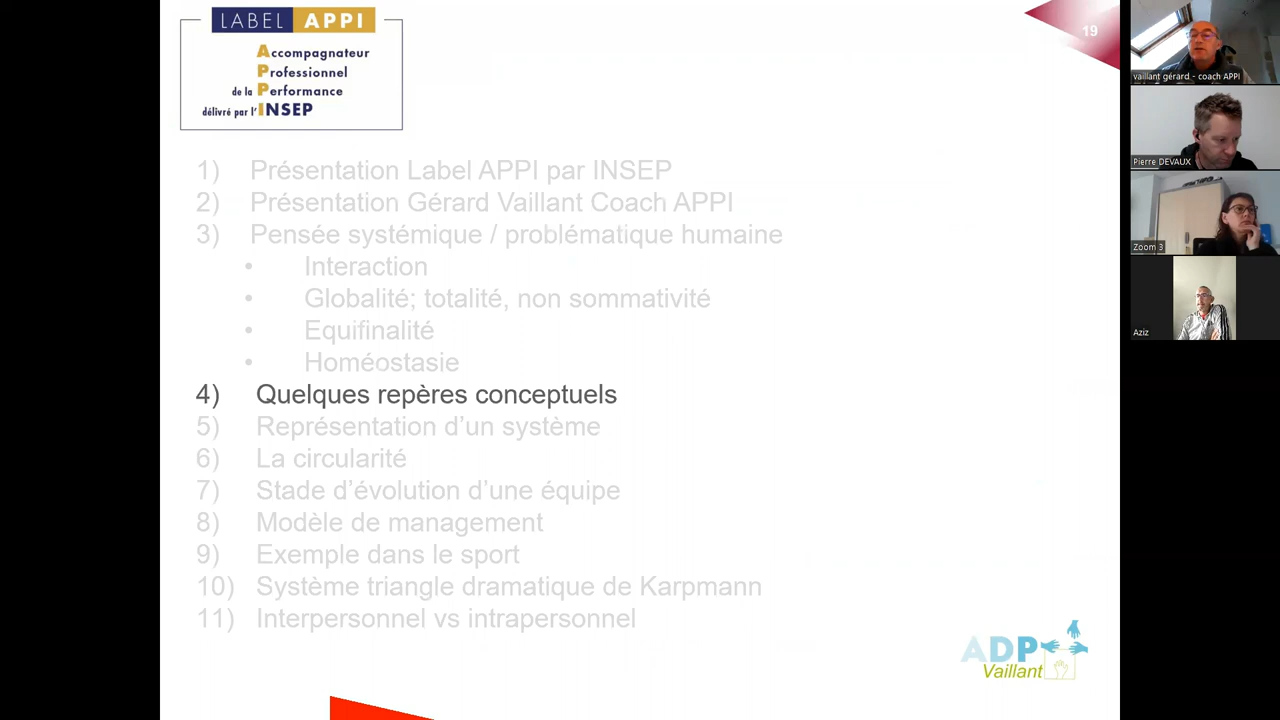 LABEL APPI
Accompagnateur
Professionnel
de la Performance
délivré par l'INSEP
19
1) Présentation Label APPI par INSEP
2) Présentation Gérard Vaillant Coach APPI
3) Pensée systémique / problématique humaine
• Interaction
• Globalité; totalité, non sommativité
• Equifinalité
• Homéostasie
4) Quelques repères conceptuels
5) Représentation d’un système
6) La circularité
7) Stade d’évolution d’une équipe
8) Modèle de management
9) Exemple dans le sport
10) Système triangle dramatique de Karpmann
11) Interpersonnel vs intrapersonnel
ADP
Vaillant
vaillant gérard - coach APPI
Pierre DEVAUX
Zoom 3
Aziz